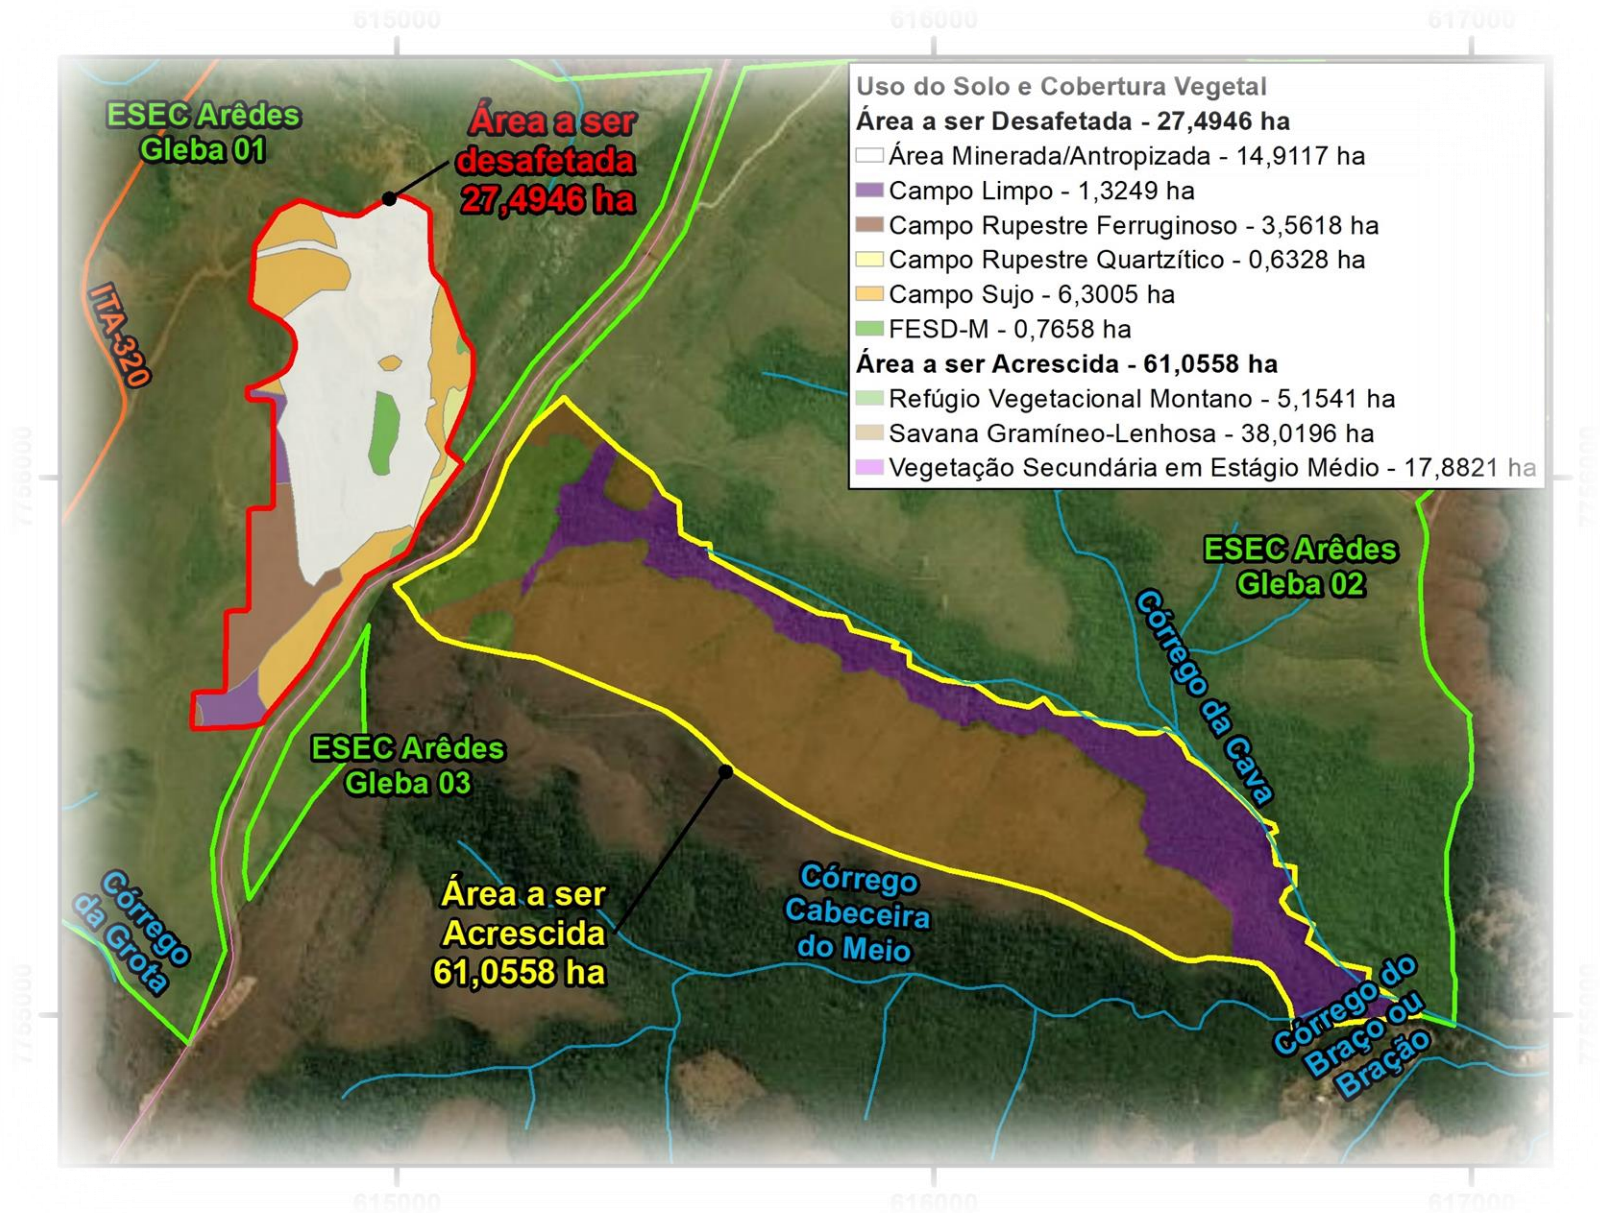 615000
616000
617000
Uso do Solo e Cobertura Vegetal
Área a ser Desafetada - 27,4946 ha
Área Minerada/Antropizada - 14,9117 ha
Campo Limpo - 1,3249 ha
Campo Rupestre Ferruginoso - 3,5618 ha
Campo Rupestre Quartzítico - 0,6328 ha
Campo Sujo - 6,3005 ha
FESD-M - 0,7658 ha
Área a ser Acrescida - 61,0558 ha
Refúgio Vegetacional Montano - 5,1541 ha
Savana Gramíneo-Lenhosa - 38,0196 ha
Vegetação Secundária em Estágio Médio - 17,8821 ha
ESEC Arêdes
Gleba 01
Área a ser
desafetada
27,4946 ha
ITA-320
7756000
7756000
ESEC Arêdes
Gleba 02
Córrego da Cava
ESEC Arêdes
Gleba 03
Córrego
da Grota
Área a ser
Acrescida
61,0558 ha
Córrego
Cabeceira
do Meio
Córrego do
Braço ou
Bração
7755000
7755000
615000
616000
617000